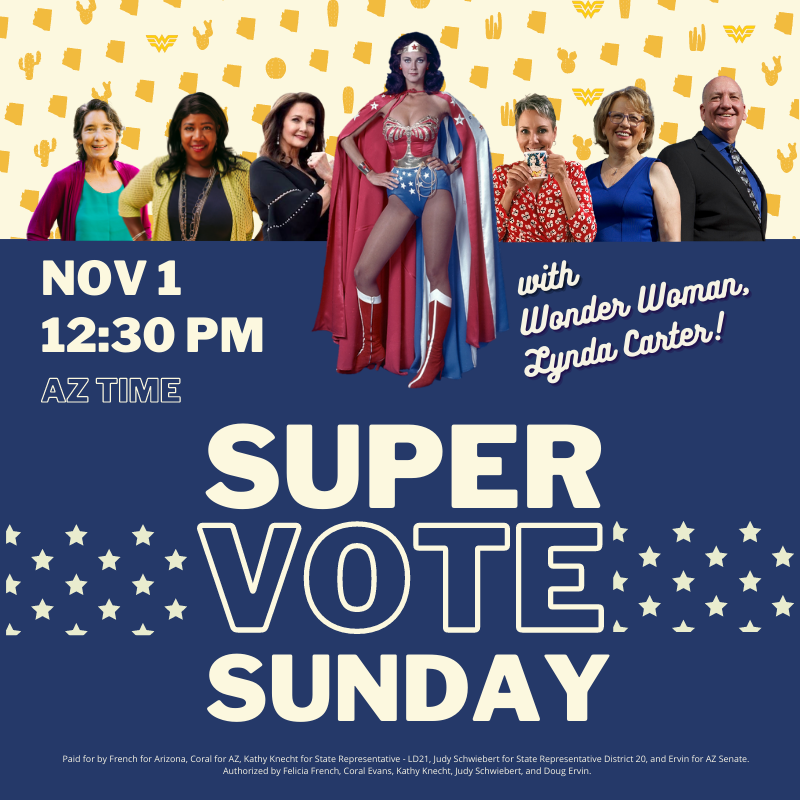 NOV 1
12:30 PM
AZ TIME
with
Wonder Woman,
Lynda Carter!
SUPER
VOTE
SUNDAY
Paid for by French for Arizona, Coral for AZ, Kathy Knecht for State Representative - LD21, Judy Schwiebert for State Representative District 20, and Ervin for AZ Senate.
Authorized by Felicia French, Coral Evans, Kathy Knecht, Judy Schwiebert, and Doug Ervin.